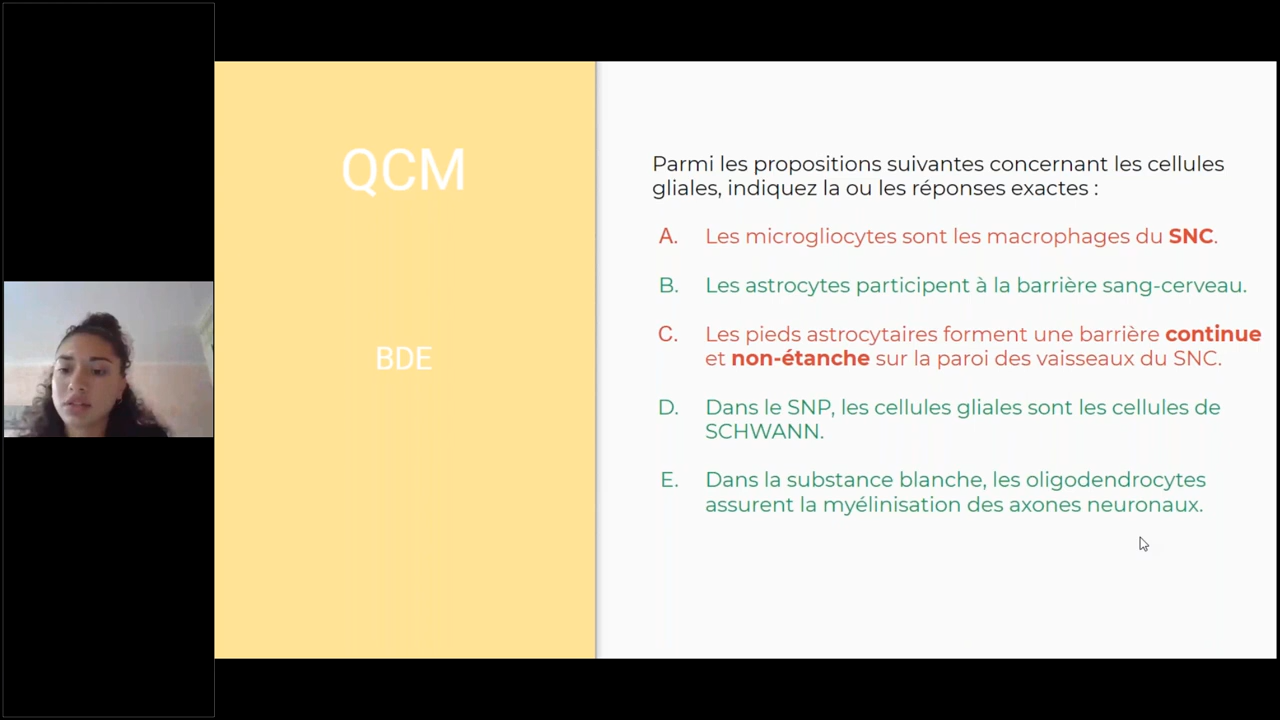 QCM
BDE
Parmi les propositions suivantes concernant les cellules
gliales, indiquez la ou les réponses exactes :
A. Les microgliocytes sont les macrophages du SNC.
B. Les astrocytes participent à la barrière sang-cerveau.
C. Les pieds astrocytaires forment une barrière continue
et non-étanche sur la paroi des vaisseaux du SNC.
D. Dans le SNP, les cellules gliales sont les cellules de
SCHWANN.
E. Dans la substance blanche, les oligodendrocytes
assurent la myélinisation des axones neuronaux.